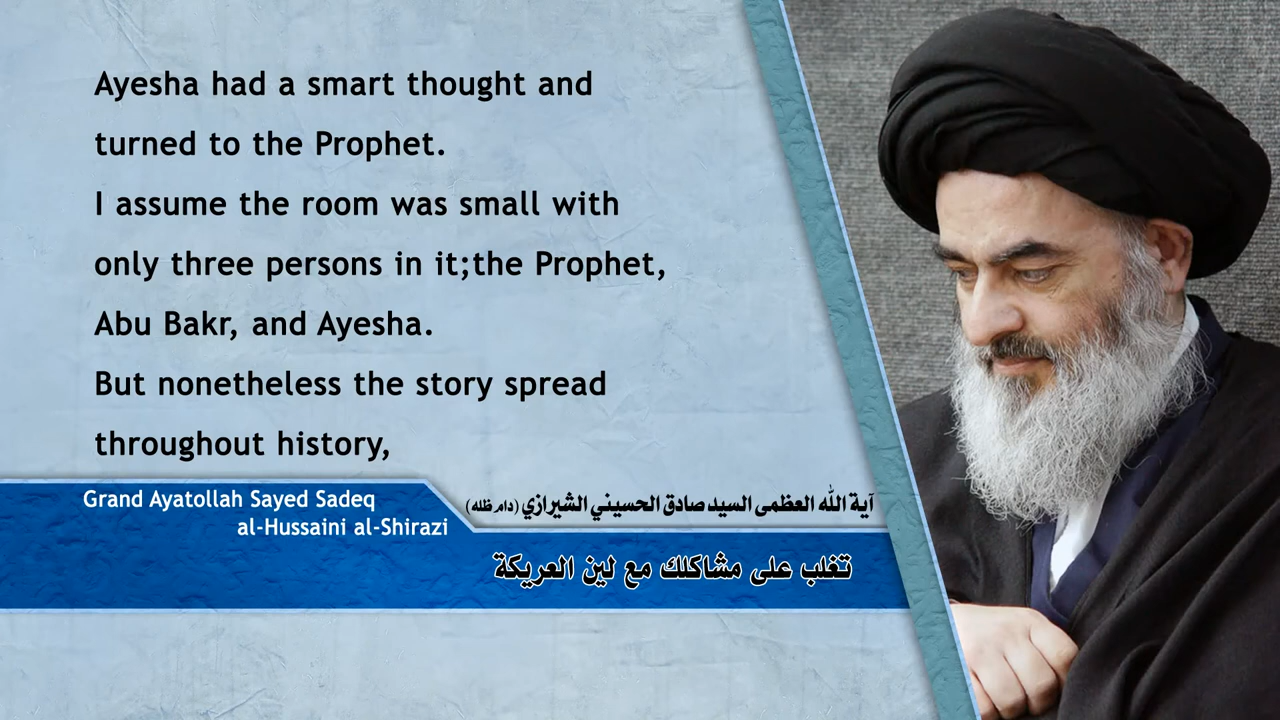 Ayesha had a smart thought and
turned to the Prophet.
I assume the room was small with
only three persons in it;the Prophet,
Abu Bakr, and Ayesha.
But nonetheless the story spread
throughout history,
Grand Ayatollah Sayed Sadeq
al-Hussaini al-Shirazi
آية الله العظمى السيد صادق الحسيني الشيرازي (دام ظله)
تغلب على مشاكلك مع لين العريكة